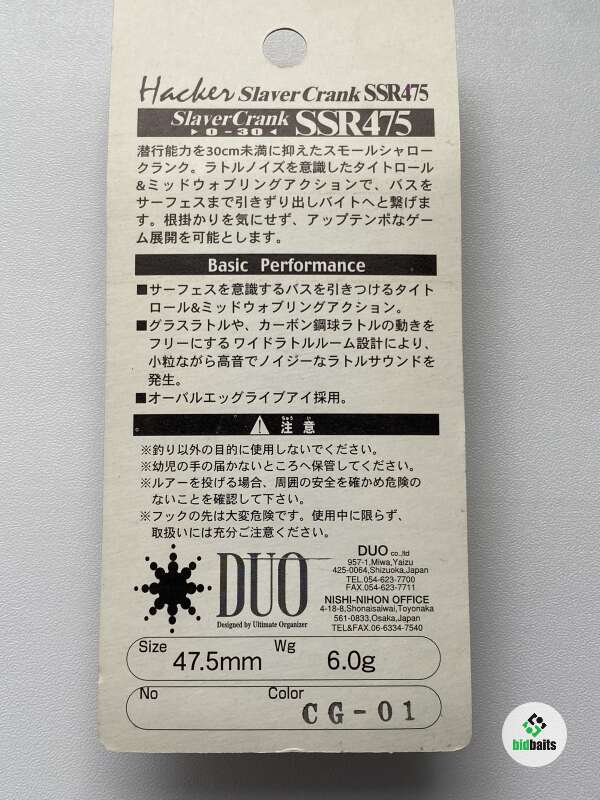 Hacker SlaverCrank SSR475
SlaverCrank SSR475
▶0-30◀
潜行能力を30cm未満に抑えたスモールシャロー
クランク。ラトルノイズを意識したタイトロール
&ミッドウォブリングアクションで、バスを
サーフェスまで引きずり出しバイトへと繋げま
す。根掛かりを気にせず、アップテンポなゲー
ム展開を可能とします。
Basic Performance
■サーフェスを意識するバスを引きつけるタイト
ロール&ミッドウォブリングアクション。
■グラスラトルや、カーボン鋼球ラトルの動きを
フリーにするワイドラトルルーム設計により、
小粒ながら高音でノイジーなラトルサウンドを
発生。
■オーバルエッグライブアイ採用。
注意
ちゅう い
※釣り以外の目的に使用しないでください。
※幼児の手の届かないところへ保管してください。
※ルアーを投げる場合、周囲の安全を確かめ危険の
ないことを確認して下さい。
※フックの先は大変危険です。使用中に限らず、
取扱いには充分ご注意ください。
DUO
Designed by Ultimate Organizer
DUO co.,ltd
957-1,Miwa,Yaizu
425-0064,Shizuoka,Japan
TEL.054-623-7700
FAX.054-623-7711
NISHI-NIHON OFFICE
4-18-8,Shonaisaiwai,Toyonaka
561-0833,Osaka,Japan
TEL&FAX.06-6334-7540
Size 47.5mm Wg 6.0g
No Color CG-01
bidbaits